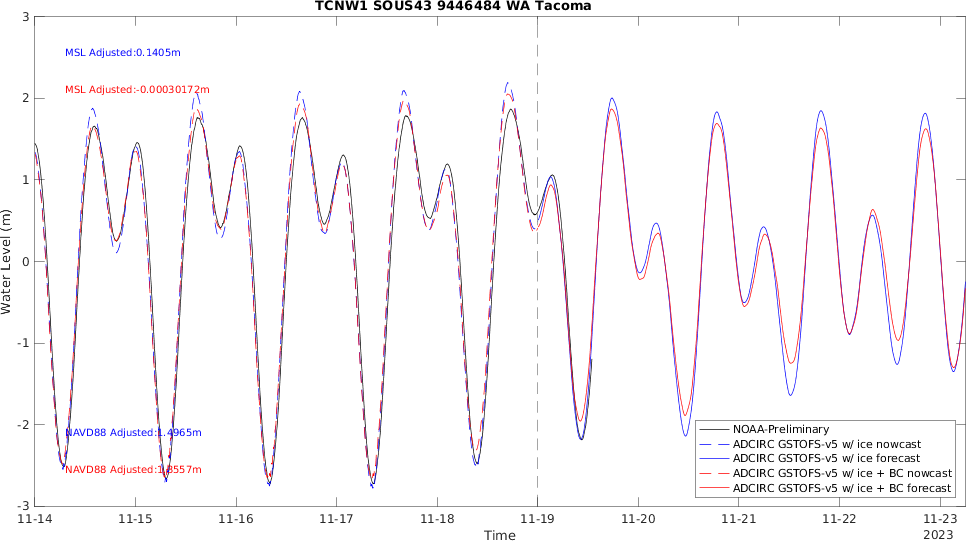 TCNW1 SOUS43 9446484 WA Tacoma
MSL Adjusted:0.1405m
MSL Adjusted:-0.00030172m
NAVD88 Adjusted:1.4965m
NAVD88 Adjusted:1.3557m
Water Level (m)
3
2
1
0
-1
-2
-3
NOAA-Preliminary
ADCIRC GSTOFS-v5 w/ ice nowcast
ADCIRC GSTOFS-v5 w/ ice forecast
ADCIRC GSTOFS-v5 w/ ice + BC nowcast
ADCIRC GSTOFS-v5 w/ ice + BC forecast
11-14 11-15 11-16 11-17 11-18 11-19 11-20 11-21 11-22 11-23
Time
2023